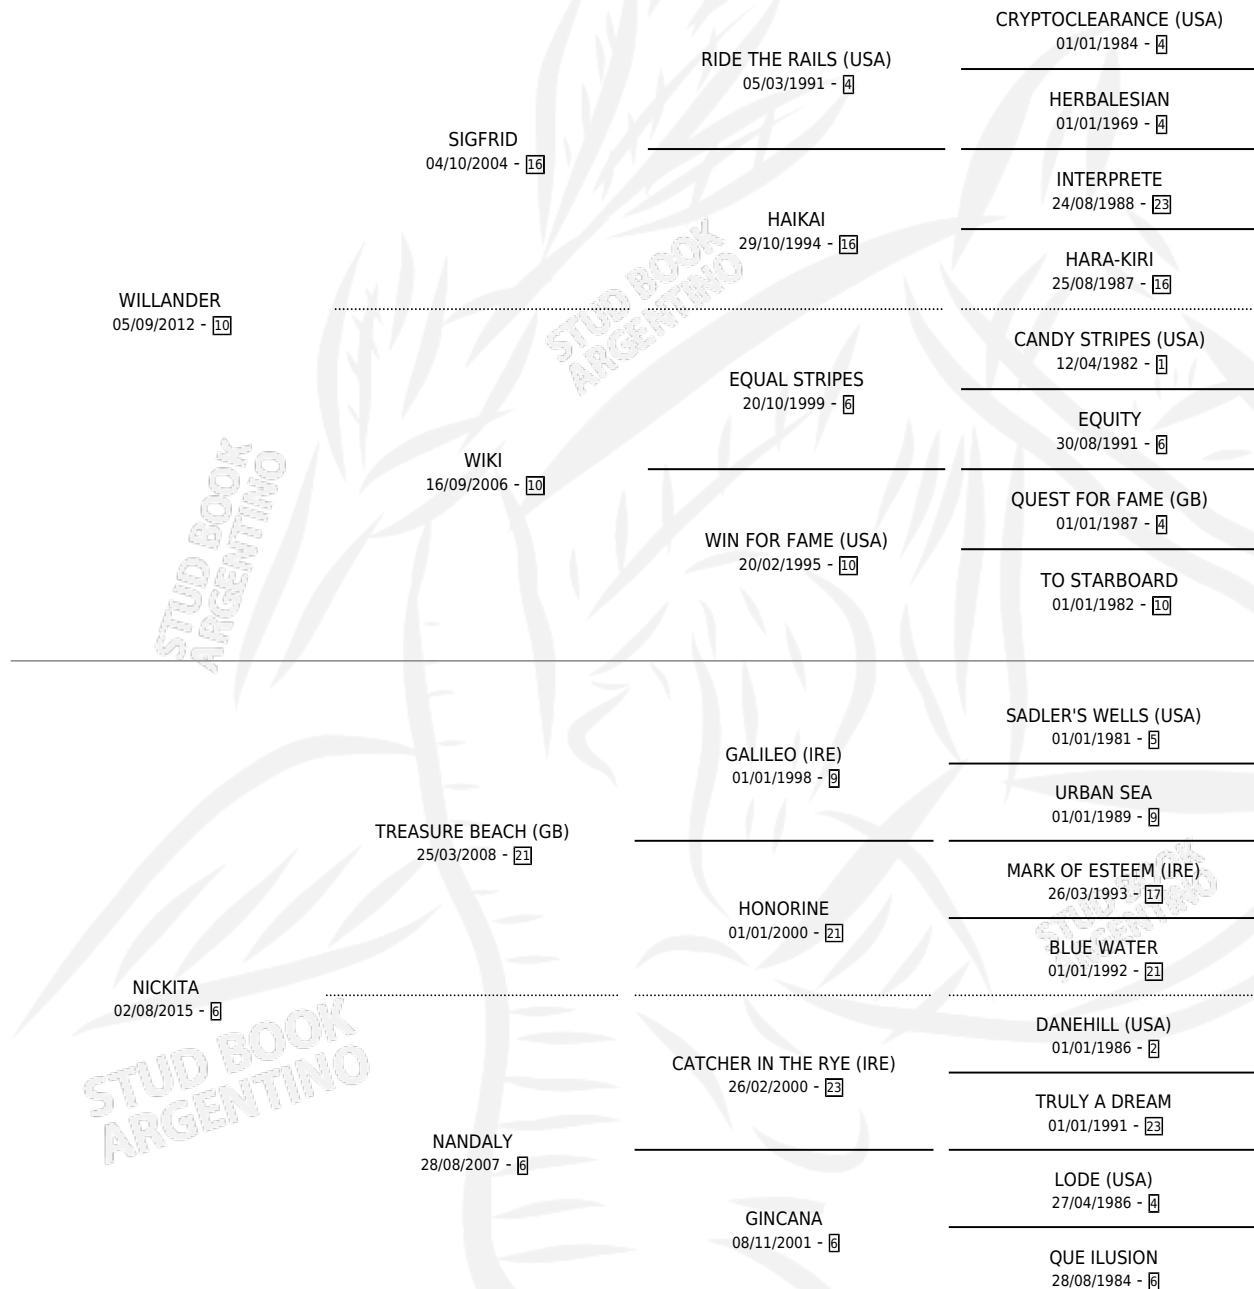 CRYPTOCLEARANCE (USA)
01/01/1984 - 4
RIDE THE RAILS (USA)
05/03/1991 - 4
HERBALESIAN
01/01/1969 - 4
SIGFRID
04/10/2004 - 16
INTERPRETE
24/08/1988 - 23
HAIKAI
29/10/1994 - 16
HARA-KIRI
25/08/1987 - 16
WILLANDER
05/09/2012 - 10
STUD BOOK
ARGENTINO
CANDY STRIPES (USA)
12/04/1982 - 1
EQUAL STRIPES
20/10/1999 - 6
EQUITY
30/08/1991 - 6
WIKI
16/09/2006 - 10
QUEST FOR FAME (GB)
01/01/1987 - 4
WIN FOR FAME (USA)
20/02/1995 - 10
TO STARBOARD
01/01/1982 - 10
STUD BOOK
ARGENTINO
SADLER'S WELLS (USA)
01/01/1981 - 5
GALILEO (IRE)
01/01/1998 - 9
URBAN SEA
01/01/1989 - 9
TREASURE BEACH (GB)
25/03/2008 - 21
MARK OF ESTEEM (IRE)
26/03/1993 - 17
HONORINE
01/01/2000 - 21
STUD BOOK
ARGENTINO
BLUE WATER
01/01/1992 - 21
NICKITA
02/08/2015 - 6
STUD BOOK
ARGENTINO
DANEHILL (USA)
01/01/1986 - 2
CATCHER IN THE RYE (IRE)
26/02/2000 - 23
TRULY A DREAM
01/01/1991 - 23
NANDALY
28/08/2007 - 6
LODE (USA)
27/04/1986 - 4
GINCANA
08/11/2001 - 6
QUE ILUSION
28/08/1984 - 6